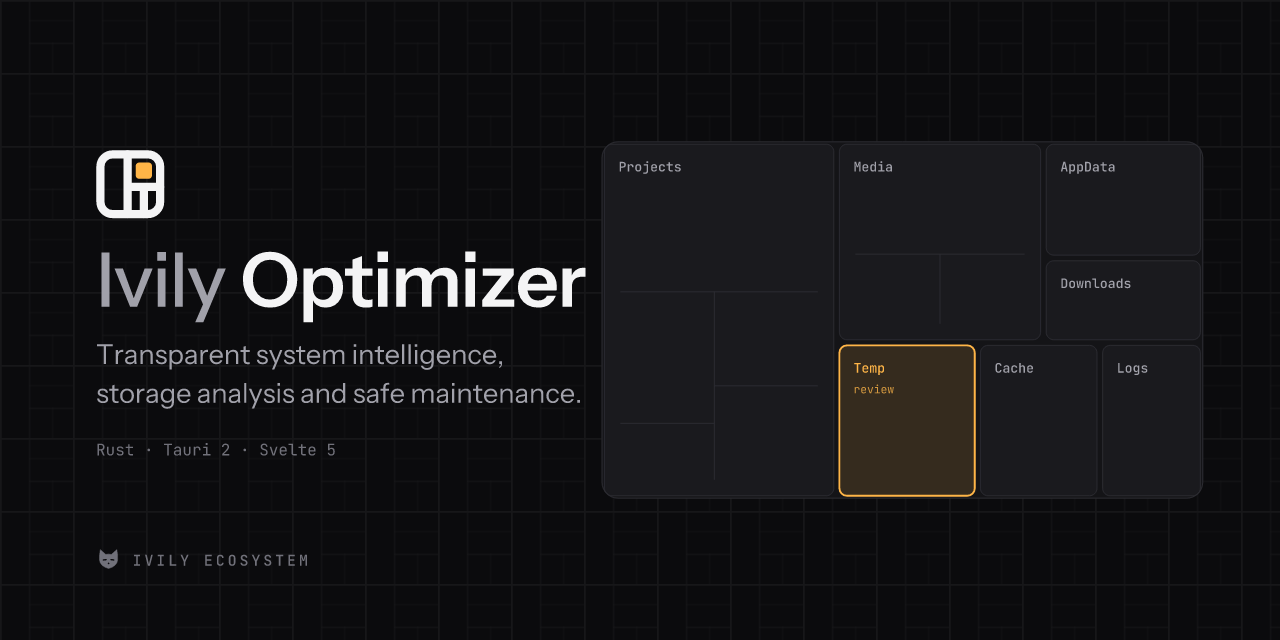 Ivily Optimizer
Transparent system intelligence,
storage analysis and safe maintenance.
Rust · Tauri 2 · Svelte 5
IVILY ECOSYSTEM
Projects
Media
AppData
Downloads
Temp
review
Cache
Logs